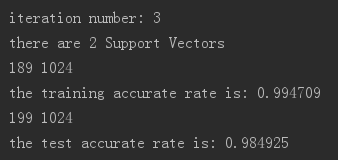 iteration number: 3
there are 2 Support Vectors
189 1024
the training accurate rate is: 0.994709
199 1024
the test accurate rate is: 0.984925